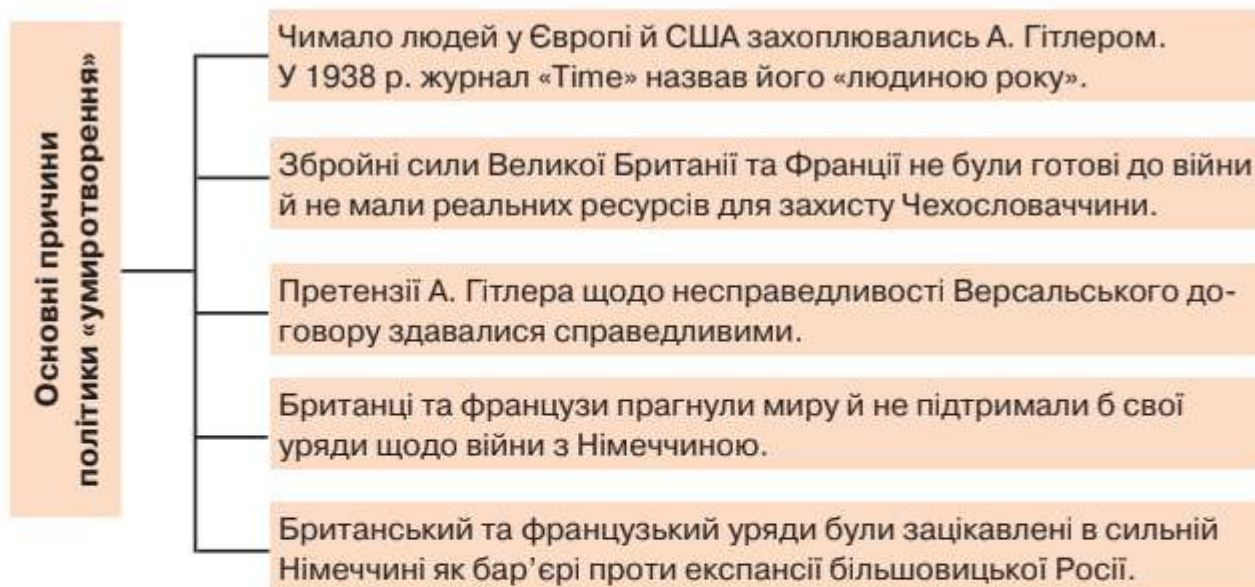 Основні причини
політики «умиротворення»
Чимало людей у Європі й США захоплювались А. Гітлером.
У 1938 р. журнал «Time» назвав його «людиною року».
Збройні сили Великої Британії та Франції не були готові до війни
й не мали реальних ресурсів для захисту Чехословаччини.
Претензії А. Гітлера щодо несправедливості Версальського до-
говору здавалися справедливими.
Британці та французи прагнули миру й не підтримали б свої
уряди щодо війни з Німеччиною.
Британський та французький уряди були зацікавлені в сильній
Німеччині як бар’єрі проти експансії більшовицької Росії.